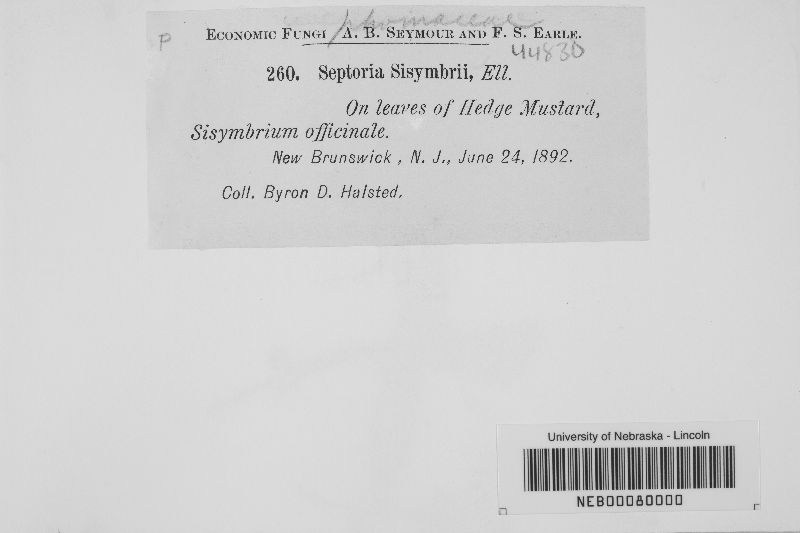 phomaceae
P
Economic Fungi A. B. Seymour and F. S. Earle.
44830
260. Septoria Sisymbrii, Ell.
On leaves of Hedge Mustard,
Sisymbrium officinale.
New Brunswick, N. J., June 24, 1892.
Coll. Byron D. Halsted.
University of Nebraska - Lincoln
NEB00080000